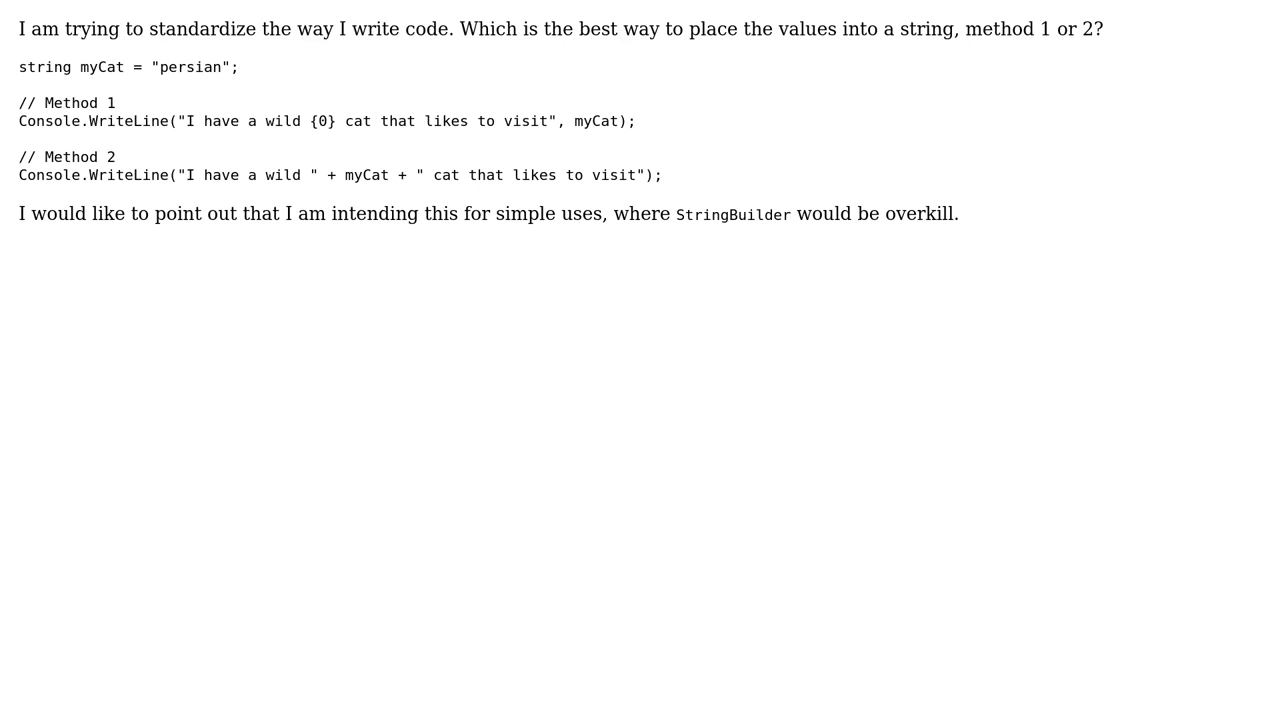 I am trying to standardize the way I write code. Which is the best way to place the values into a string, method 1 or 2?
string myCat = "persian";
// Method 1
Console.WriteLine("I have a wild {0} cat that likes to visit", myCat);
// Method 2
Console.WriteLine("I have a wild " + myCat + " cat that likes to visit");
I would like to point out that I am intending this for simple uses, where StringBuilder would be overkill.